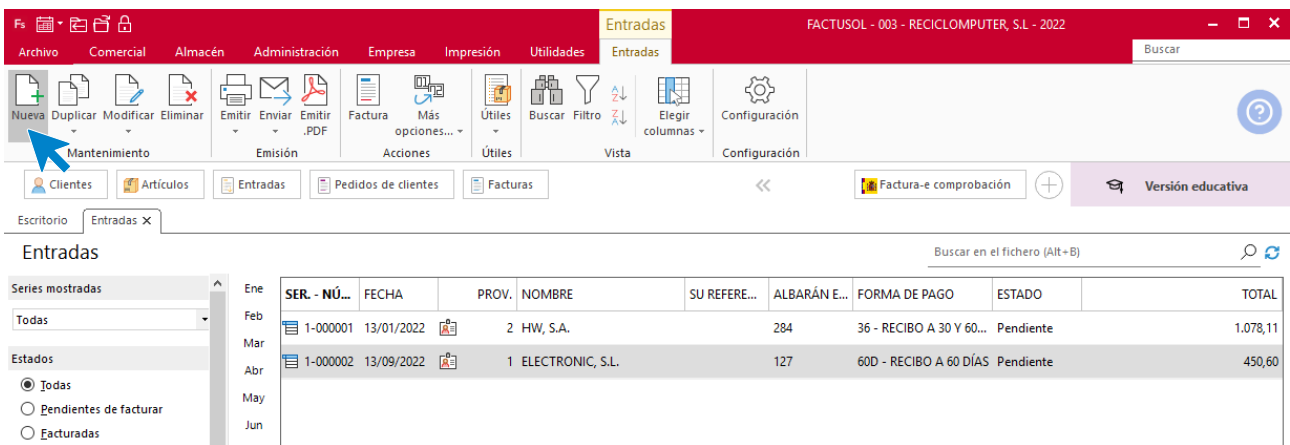 Fs
Entradas
FACTUSOL - 003 - RECICLOMPUTER, S.L - 2022
Archivo Comercial Almacén Administración Empresa Impresión Utilidades Entradas
Buscar
Nueva Duplicar Modificar Eliminar Emitir Enviar Emitir .PDF Factura Más opciones... Útiles Buscar Filtro Elegir columnas Configuración
Mantenimiento Emisión Acciones Útiles Vista Configuración
Clientes Artículos Entradas Pedidos de clientes Facturas Factura-e comprobación Versión educativa
Escritorio Entradas
Entradas
Buscar en el fichero (Alt+B)
Series mostradas
Todas
Estados
Todas
Pendientes de facturar
Facturadas
Ene
Feb
Mar
Abr
May
Jun
SER. - NÚ... FECHA PROV. NOMBRE SU REFERE... ALBARÁN E... FORMA DE PAGO ESTADO TOTAL
1-000001 13/01/2022 2 HW, S.A. 284 36 - RECIBO A 30 Y 60... Pendiente 1.078,11
1-000002 13/09/2022 1 ELECTRONIC, S.L. 127 60D - RECIBO A 60 DÍAS Pendiente 450,60